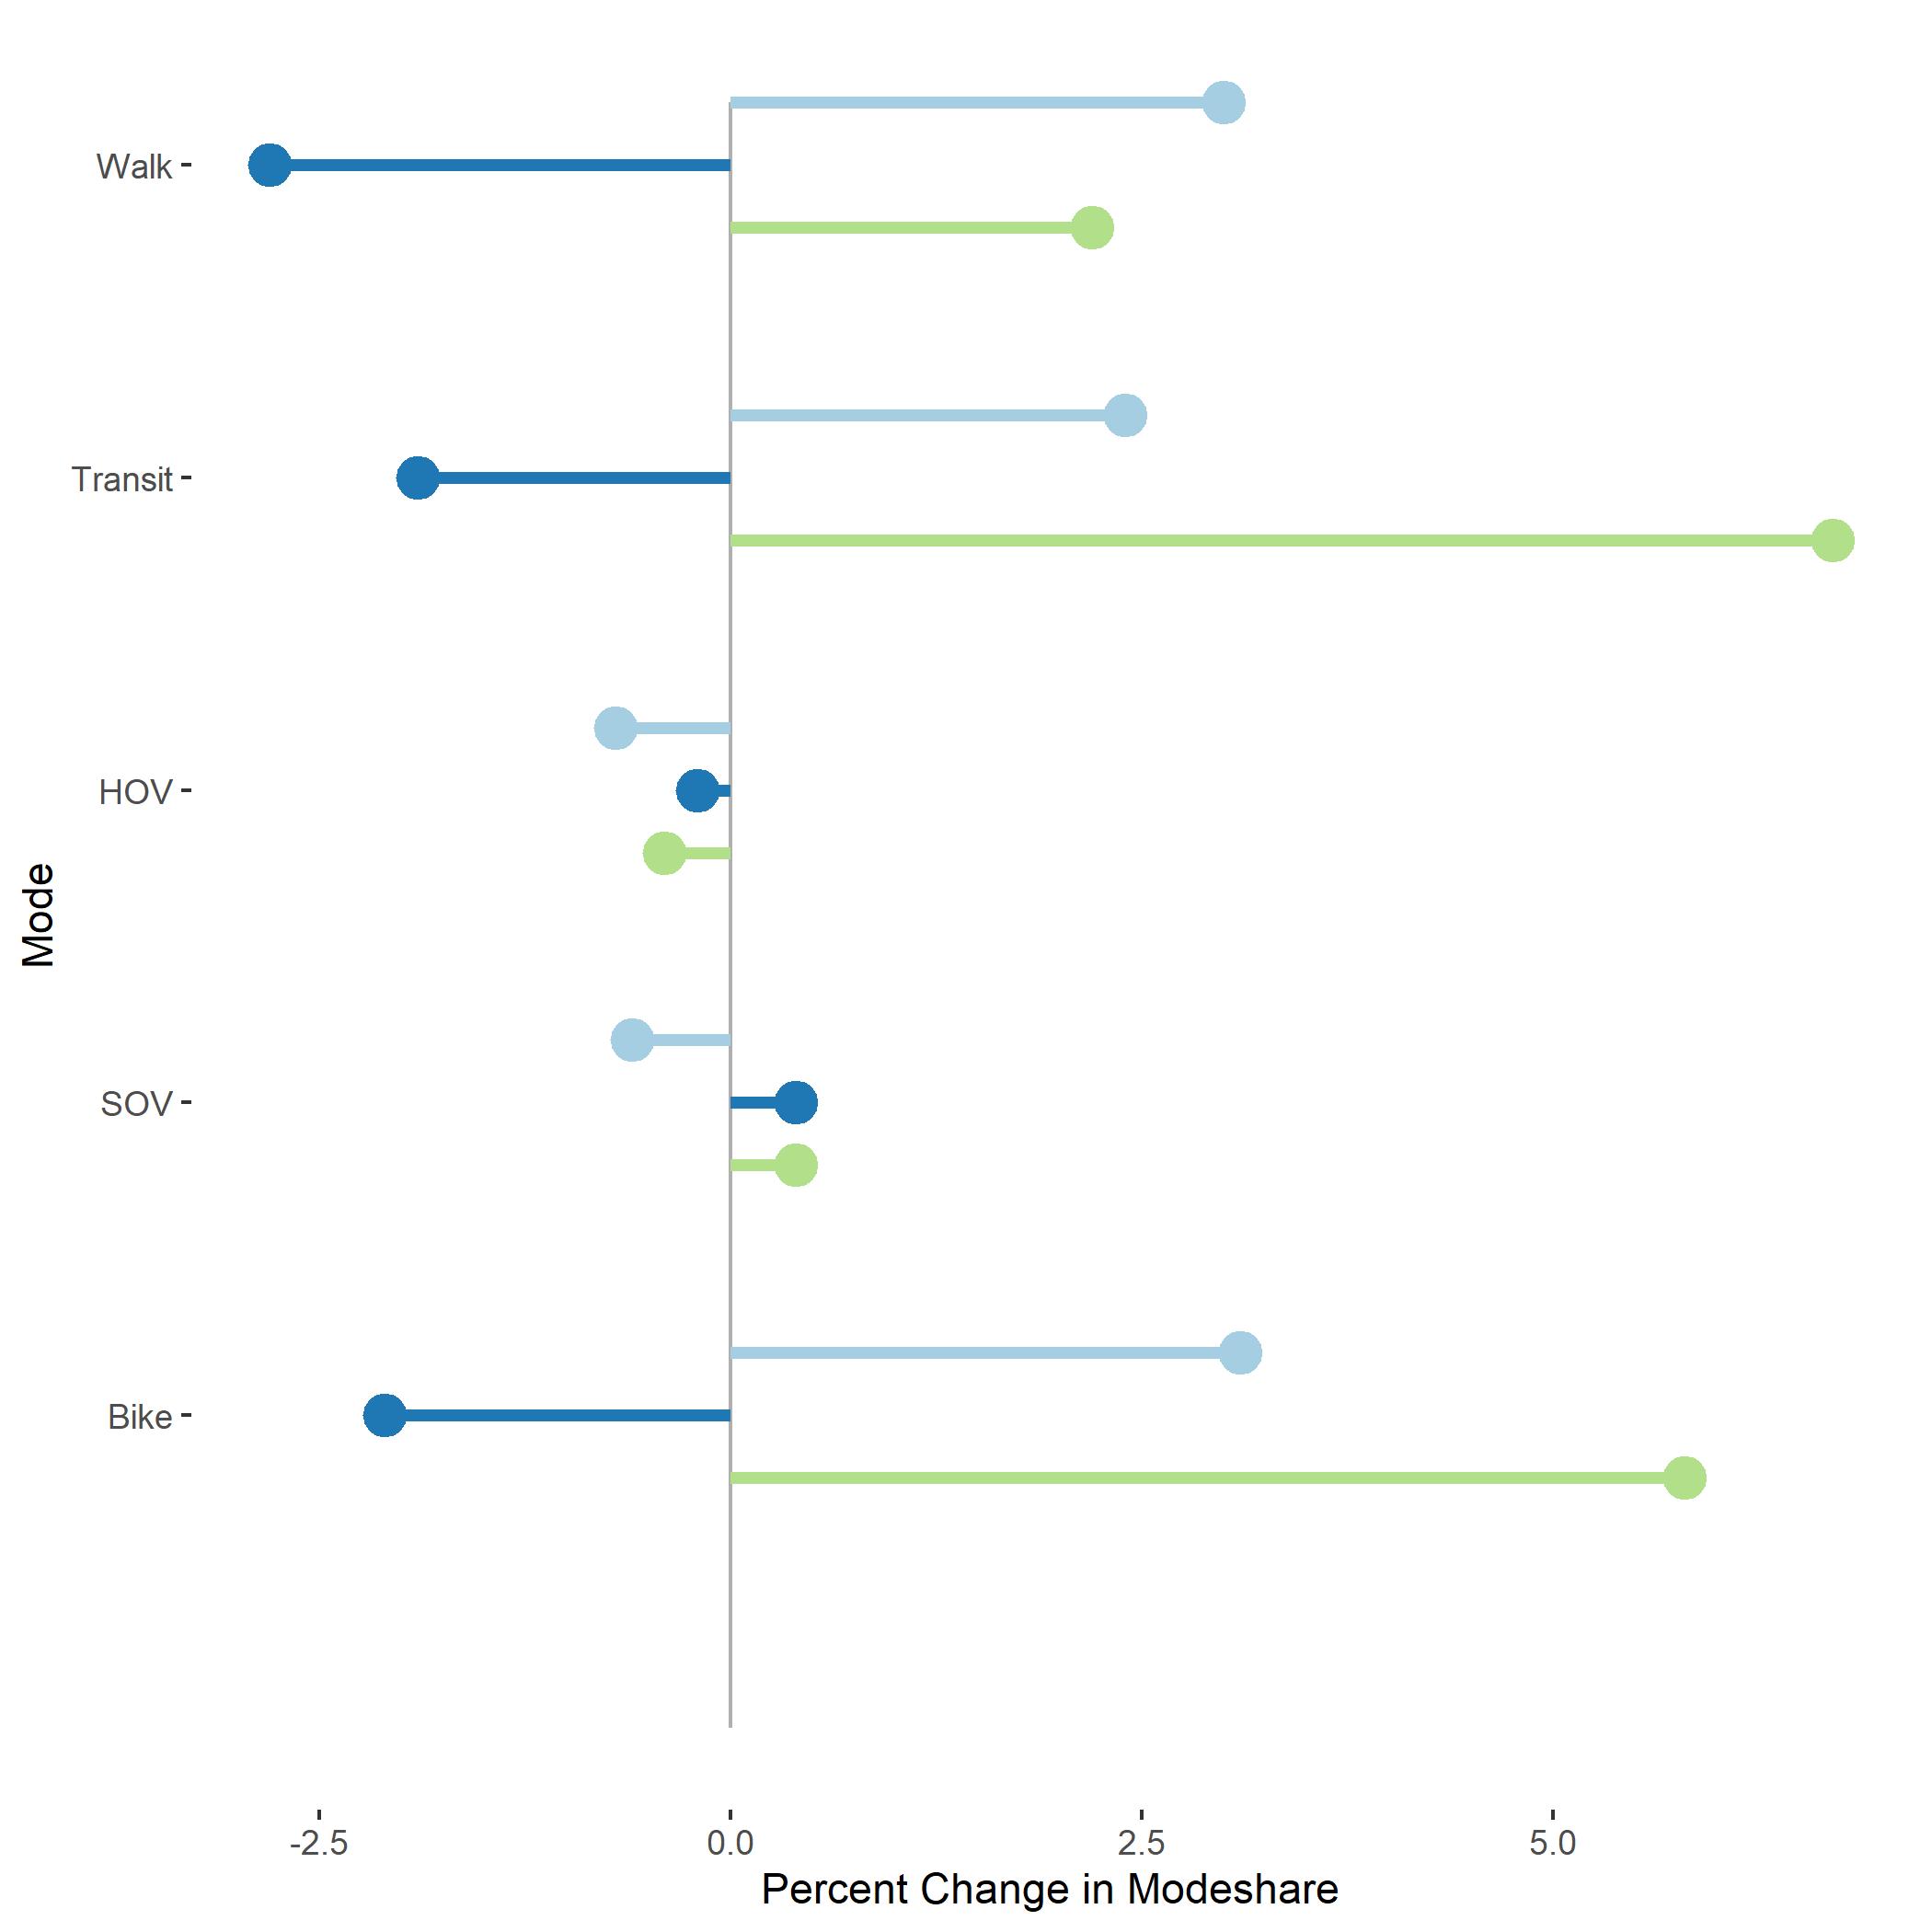 Walk
Transit
HOV
SOV
Bike
Mode
-2.5 0.0 2.5 5.0
Percent Change in Modeshare